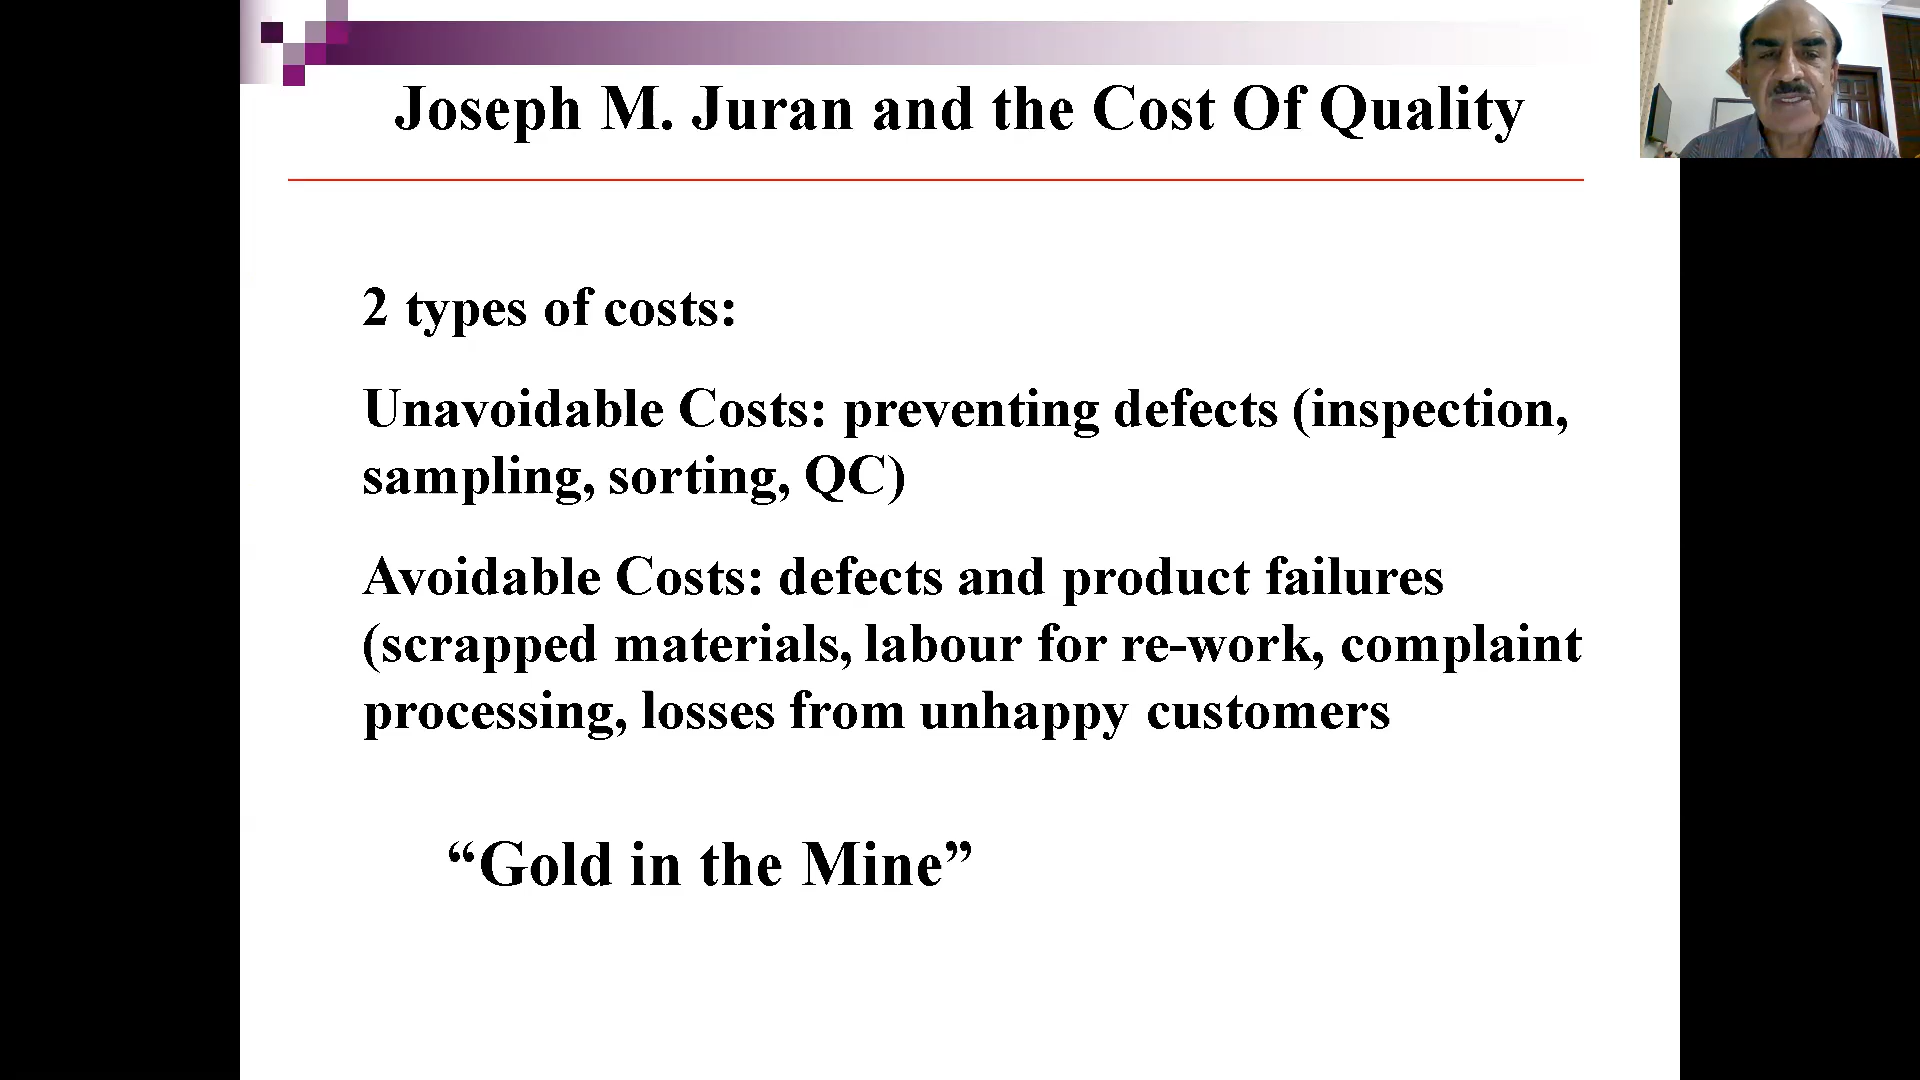 Joseph M. Juran and the Cost Of Quality
2 types of costs:
Unavoidable Costs: preventing defects (inspection,
sampling, sorting, QC)
Avoidable Costs: defects and product failures
(scrapped materials, labour for re-work, complaint
processing, losses from unhappy customers
“Gold in the Mine”